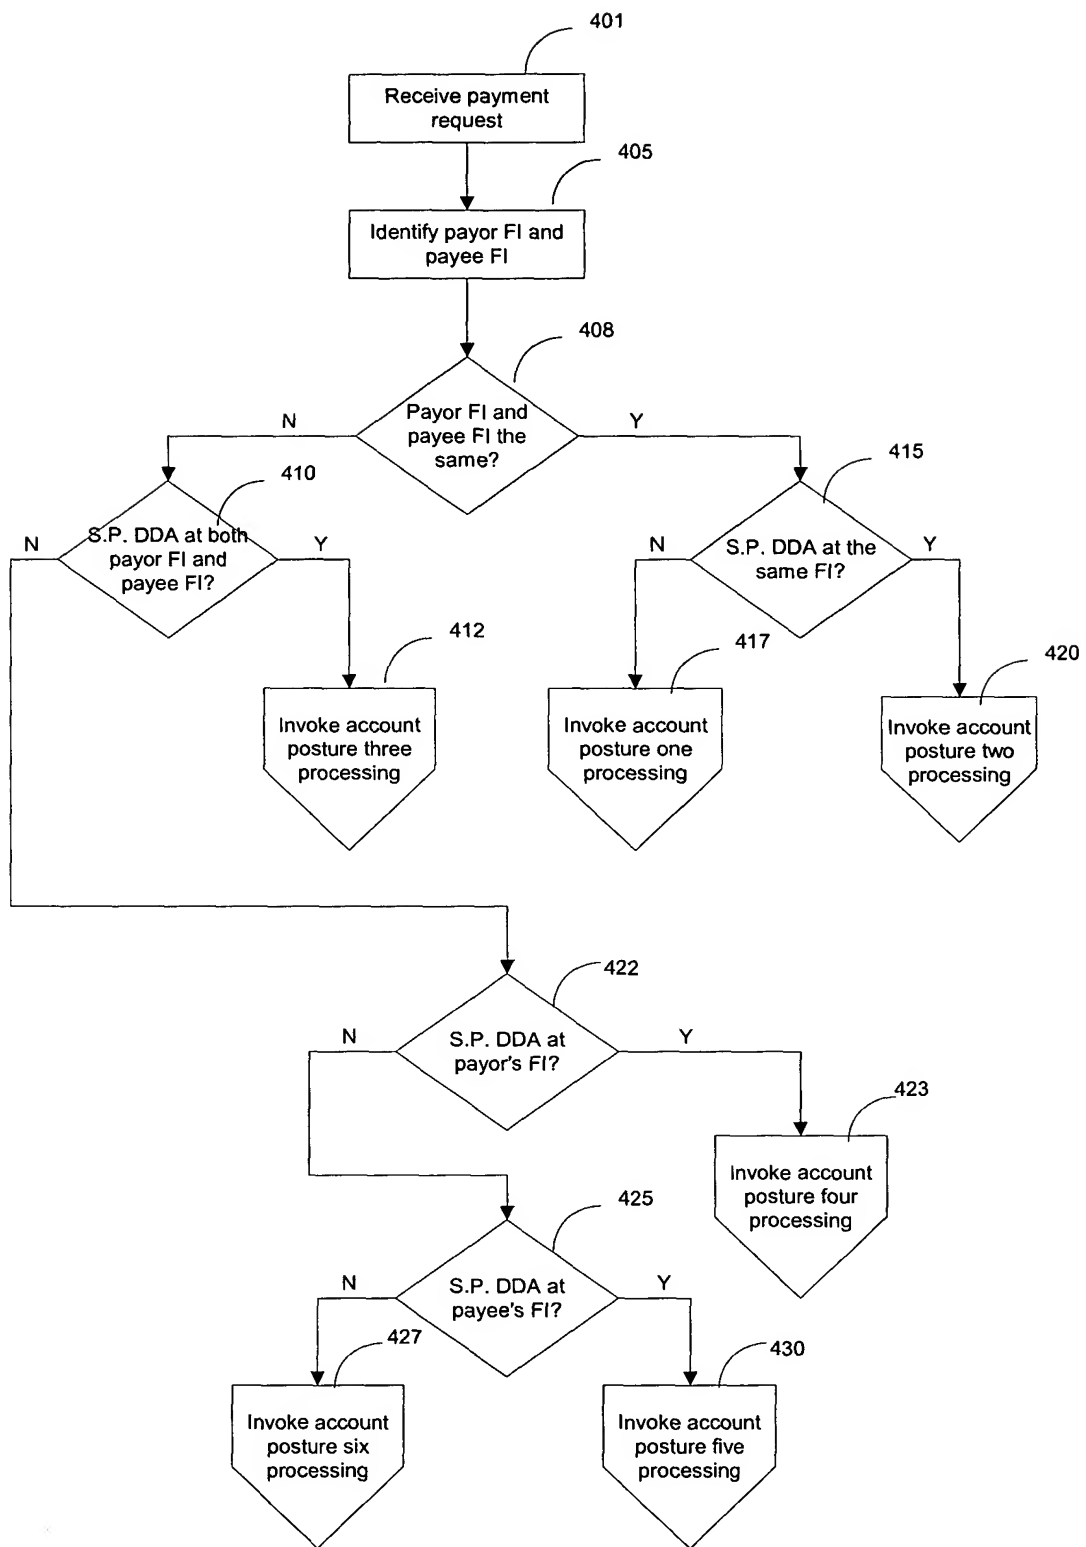 401
Receive payment
request
405
Identify payor FI and
payee FI
408
Payor FI and
payee FI the
same?
N
Y
410
S.P. DDA at both
payor FI and
payee FI?
N
Y
415
S.P. DDA at the
same FI?
N
Y
412
Invoke account
posture three
processing
417
Invoke account
posture one
processing
420
Invoke account
posture two
processing
422
S.P. DDA at
payor's FI?
N
Y
423
Invoke account
posture four
processing
425
S.P. DDA at
payee's FI?
N
Y
427
Invoke account
posture six
processing
430
Invoke account
posture five
processing